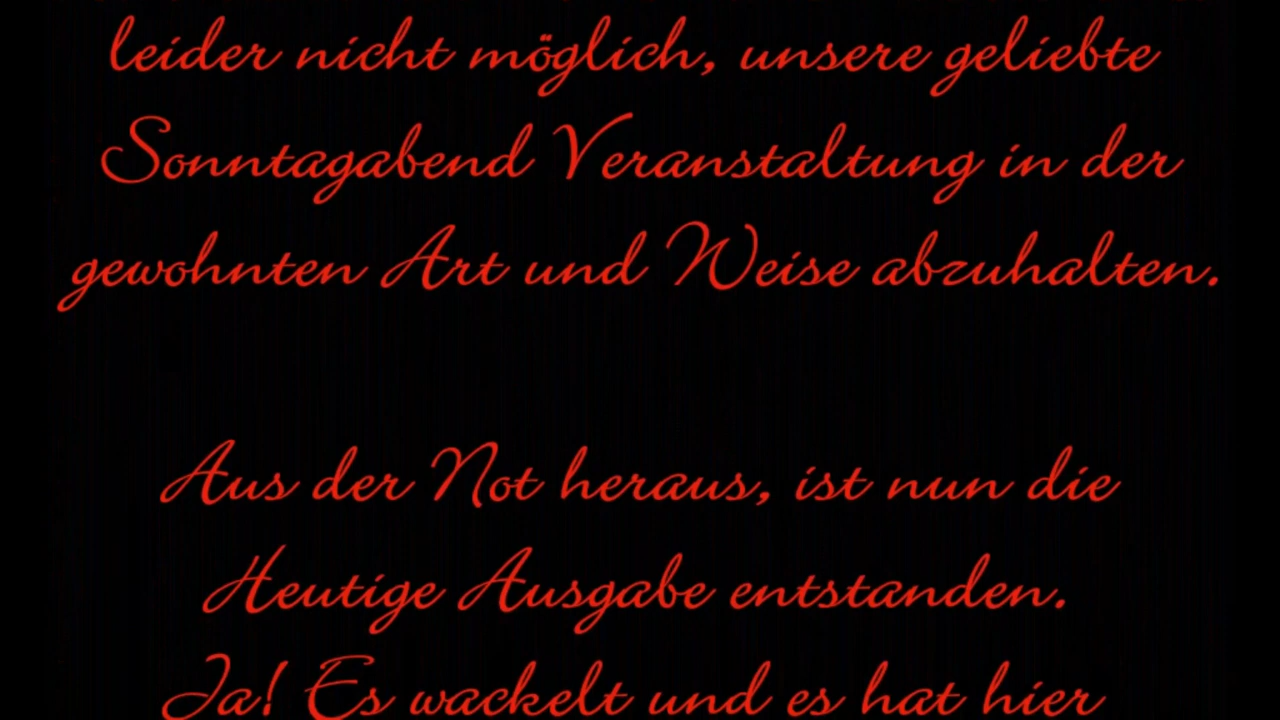 leider nicht möglich, unsere geliebte
Sonntagabend Veranstaltung in der
gewohnten Art und Weise abzuhalten.
Aus der Not heraus, ist nun die
Heutige Ausgabe entstanden.
Ja! Es wackelt und es hat hier